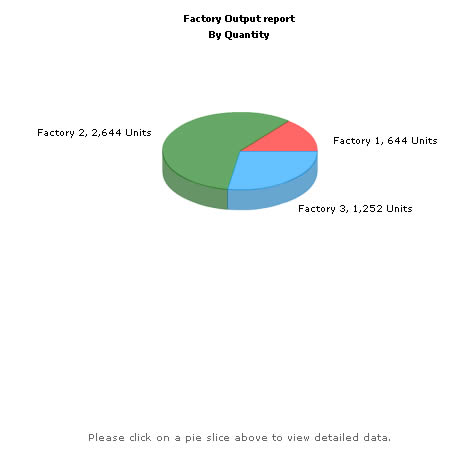 Factory Output report
By Quantity
Factory 2, 2,644 Units
Factory 1, 644 Units
Factory 3, 1,252 Units
Please click on a pie slice above to view detailed data.